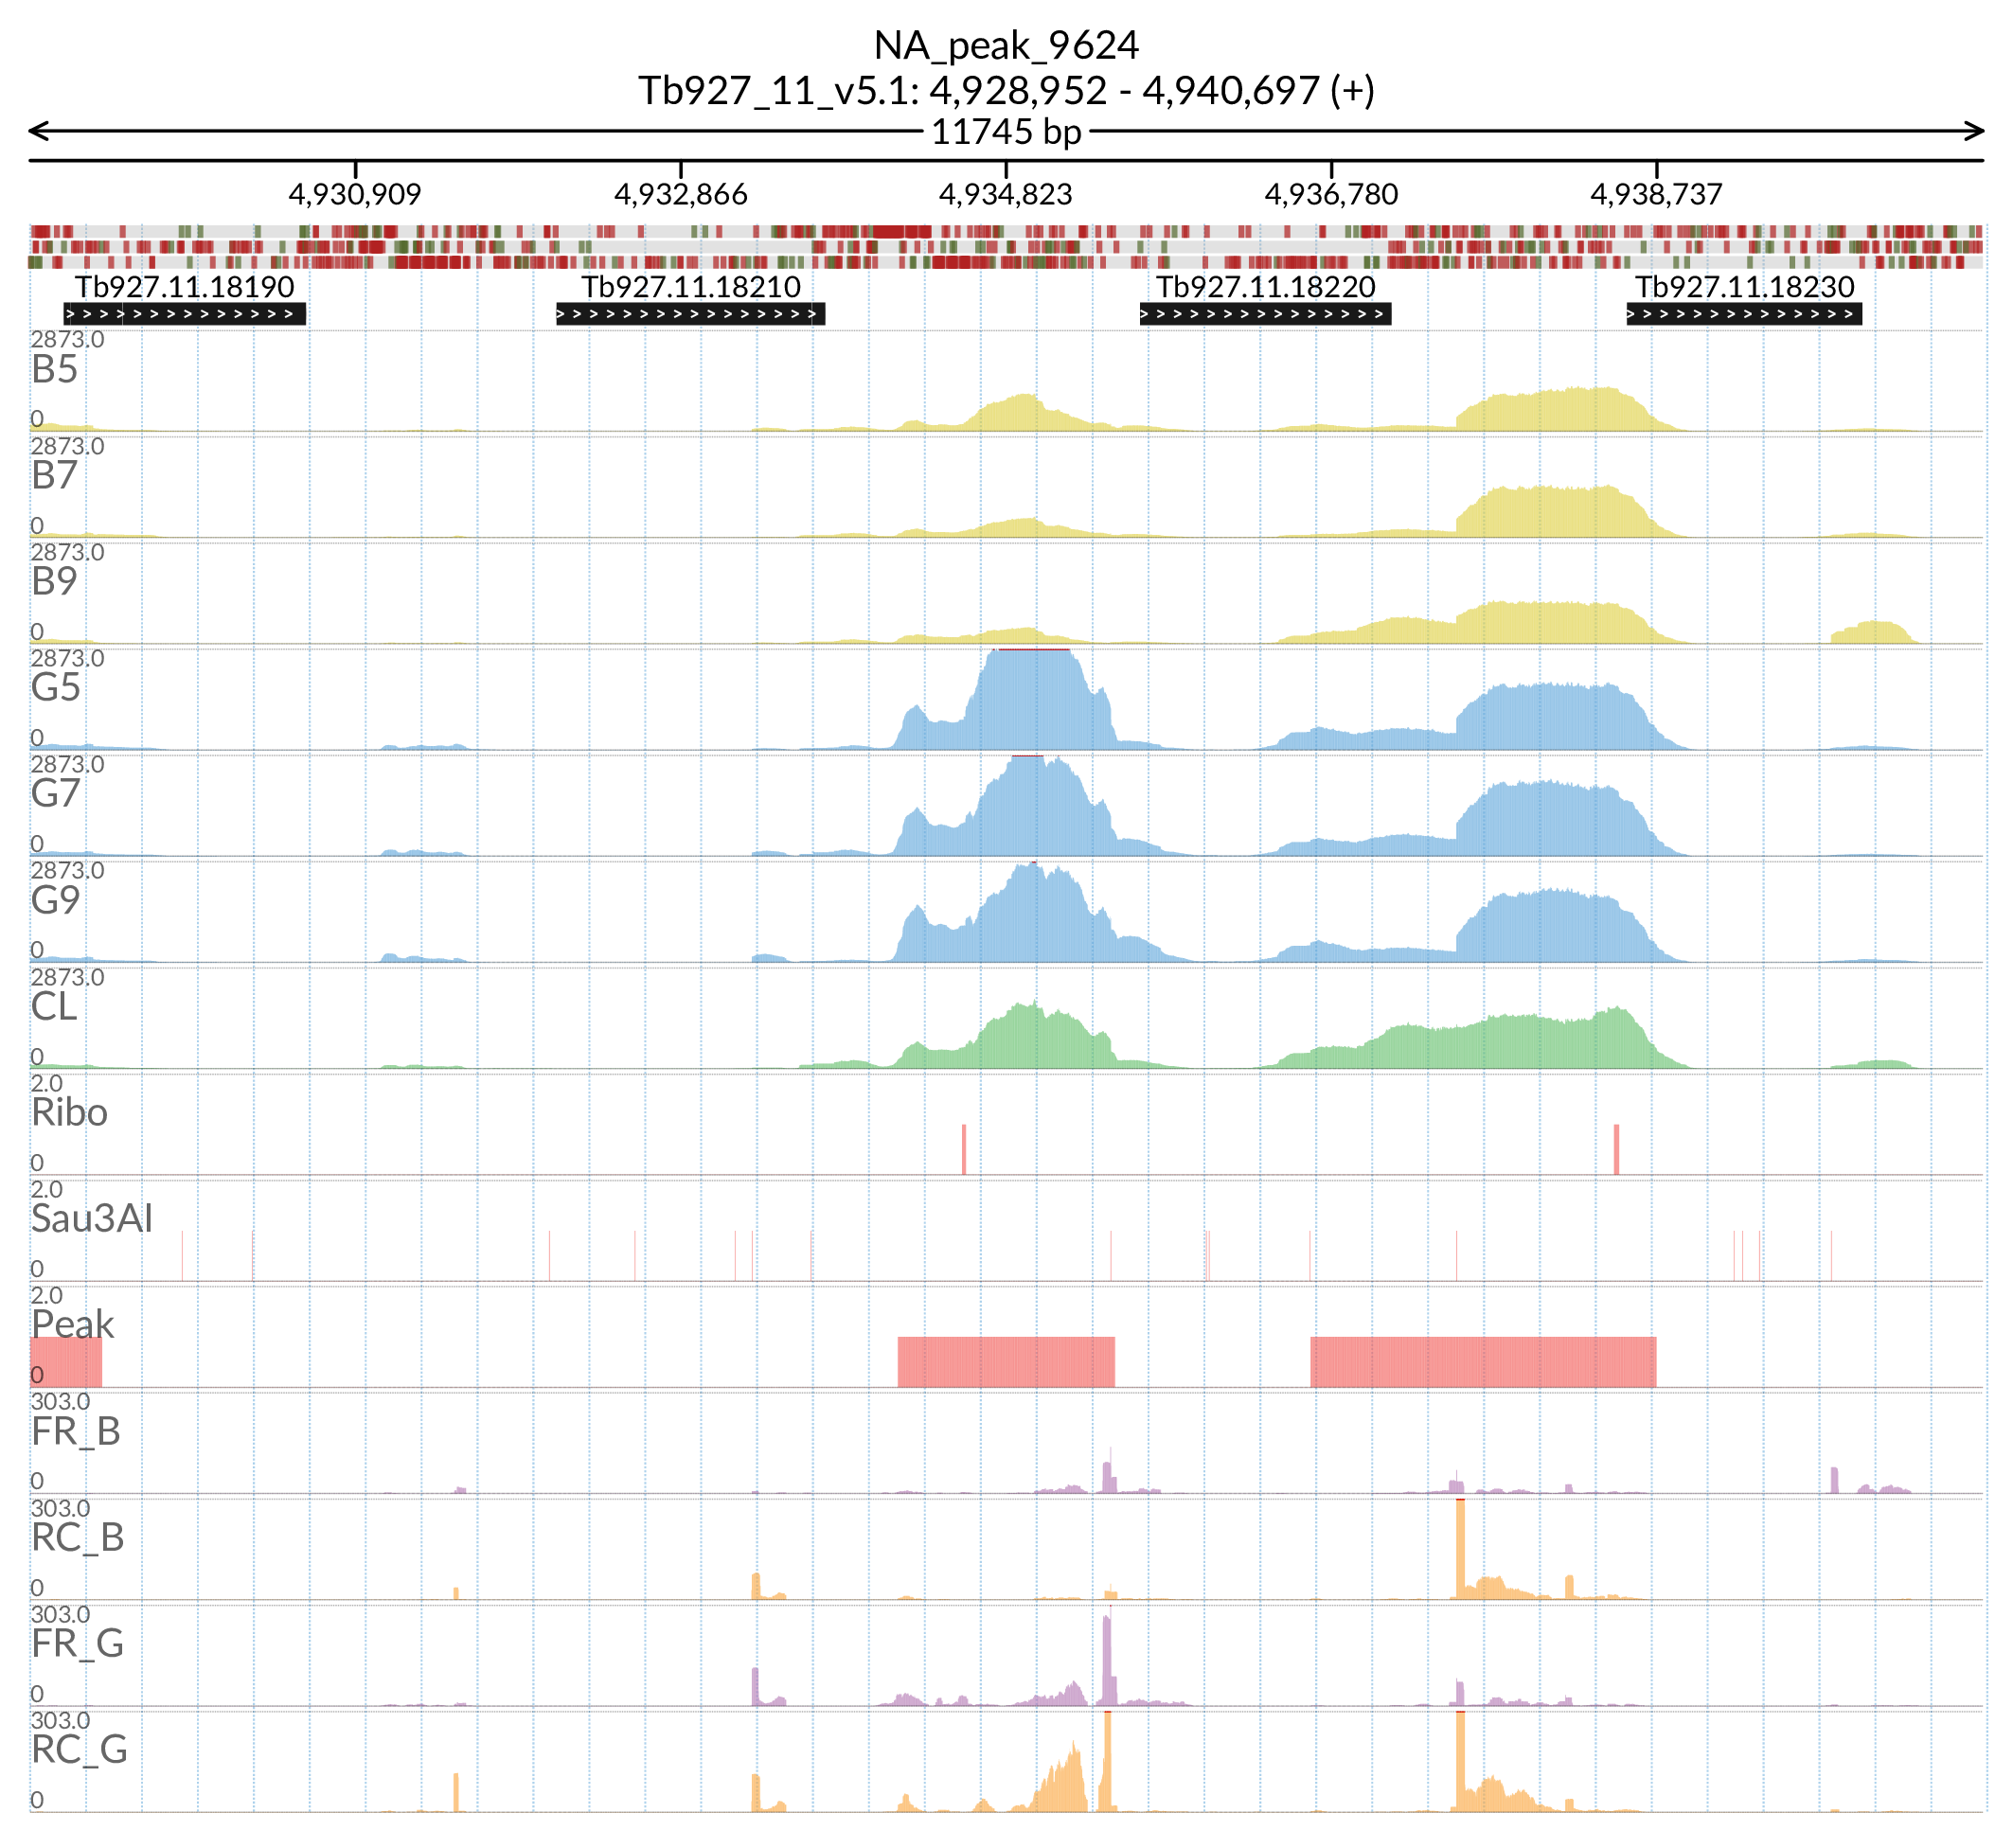 NA_peak_9624
Tb927_11_v5.1: 4,928,952 - 4,940,697 (+)
11745 bp
4,930,909 4,932,866 4,934,823 4,936,780 4,938,737
Tb927.11.18190 Tb927.11.18210 Tb927.11.18220 Tb927.11.18230
2873.0
B5
0
2873.0
B7
0
2873.0
B9
0
2873.0
G5
0
2873.0
G7
0
2873.0
G9
0
2873.0
CL
0
2.0
Ribo
0
2.0
Sau3AI
0
2.0
Peak
0
303.0
FR_B
0
303.0
RC_B
0
303.0
FR_G
0
303.0
RC_G
0